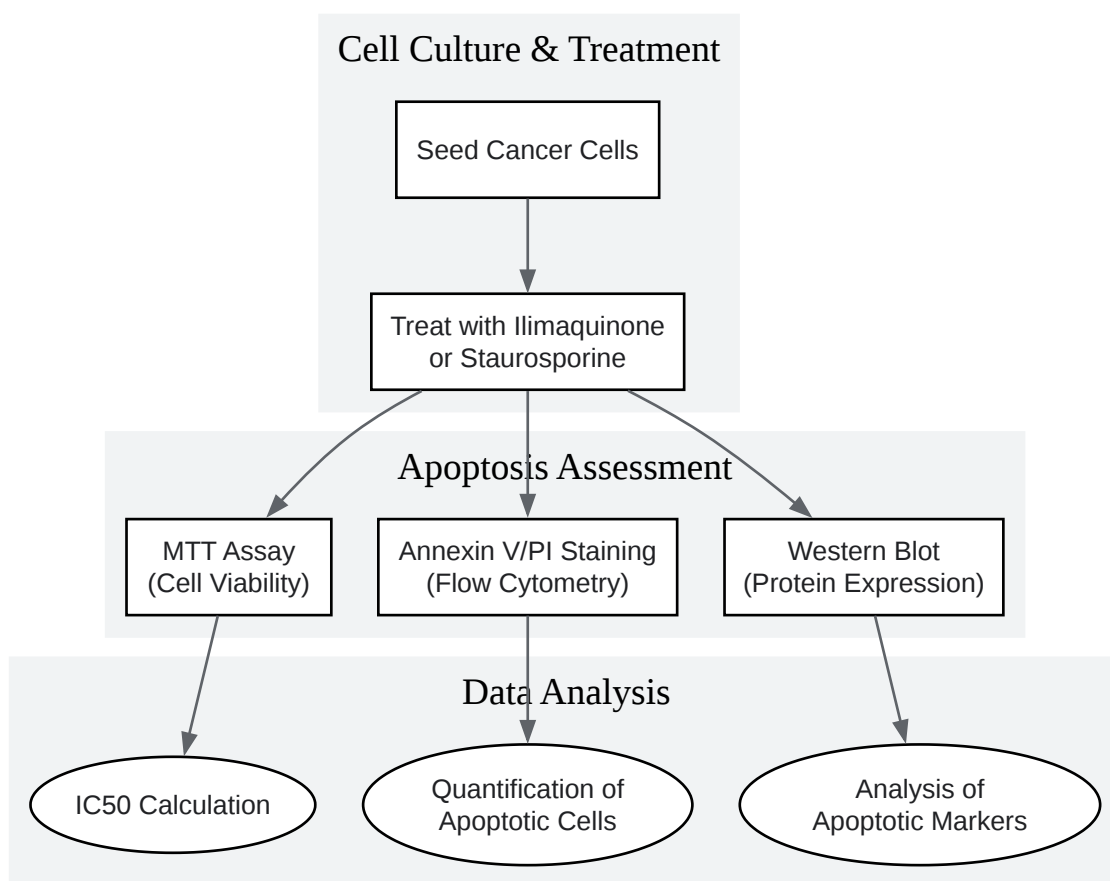 Cell Culture & Treatment
Seed Cancer Cells
Treat with Ilimaquinone
or Staurosporine
Apoptosis Assessment
MTT Assay
(Cell Viability)
Annexin V/PI Staining
(Flow Cytometry)
Western Blot
(Protein Expression)
Data Analysis
IC50 Calculation
Quantification of
Apoptotic Cells
Analysis of
Apoptotic Markers